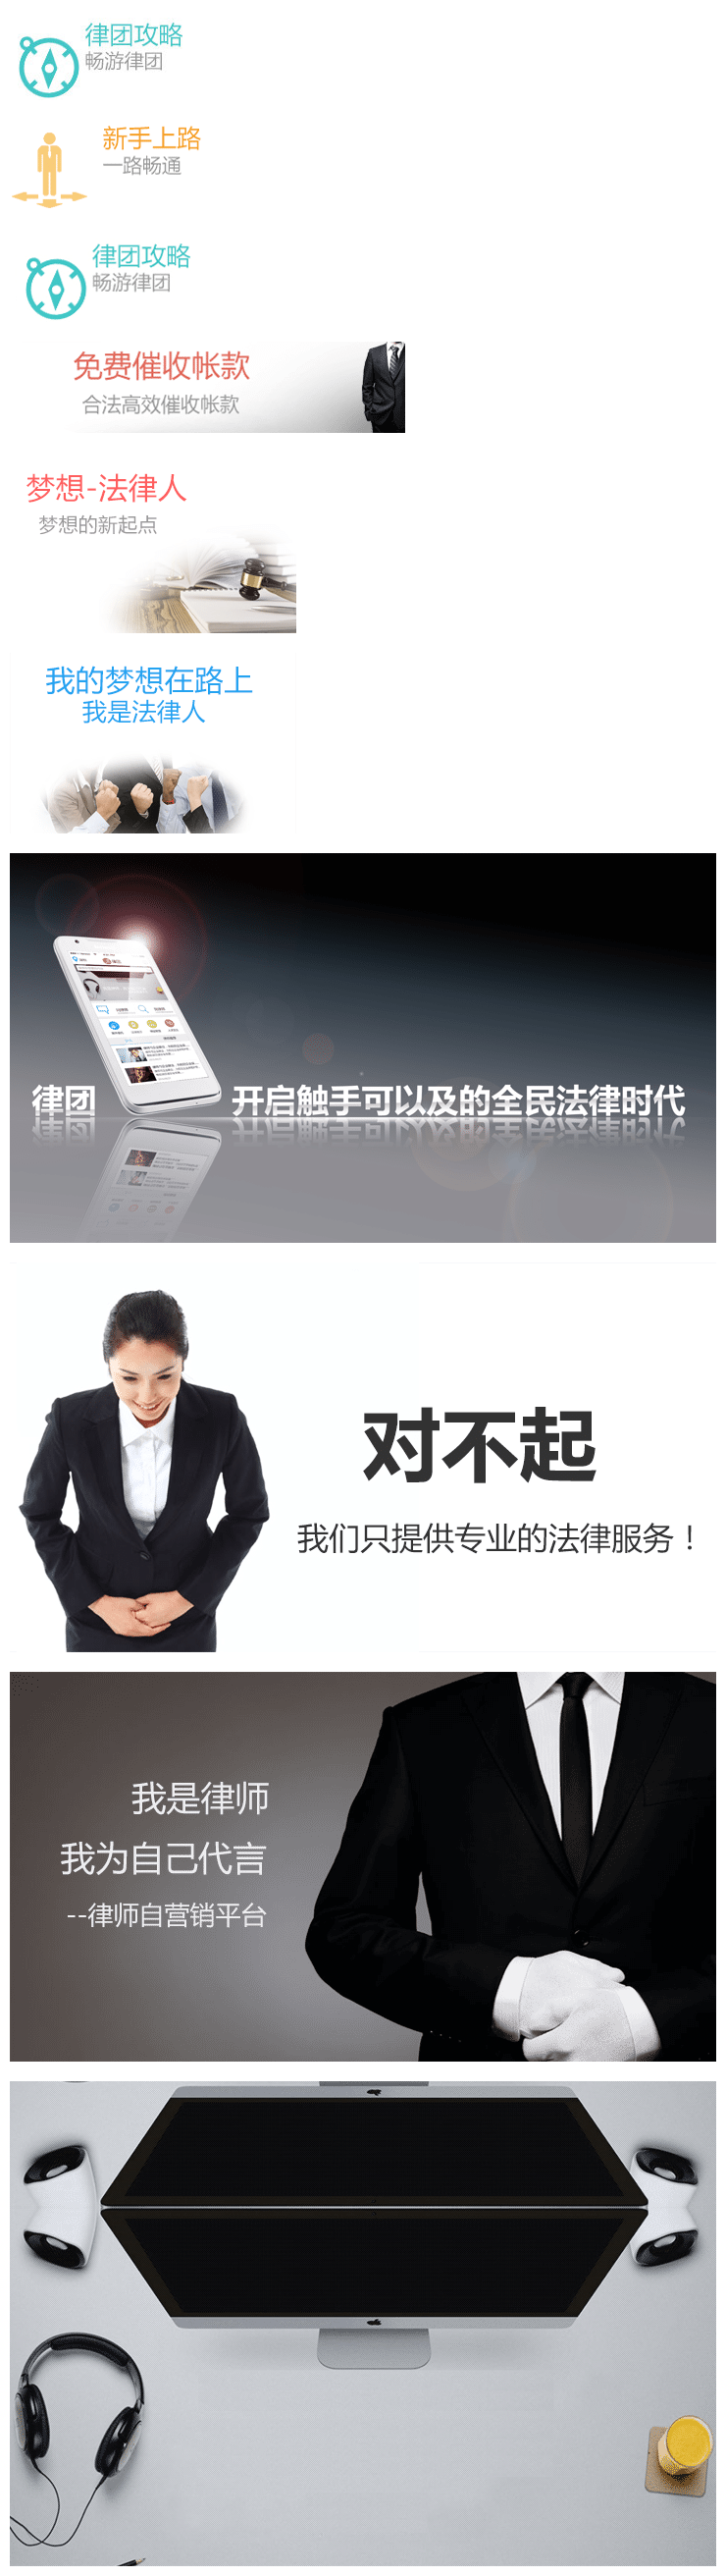 律团攻略
畅游律团
新手上路
一路畅通
律团攻略
畅游律团
免费催收帐款
合法高效催收帐款
梦想-法律人
梦想的新起点
我的梦想在路上
我是法律人
律团 开启触手可以及的全民法律时代
对不起
我们只提供专业的法律服务！
我是律师
我为自己代言
--律师自营销平台